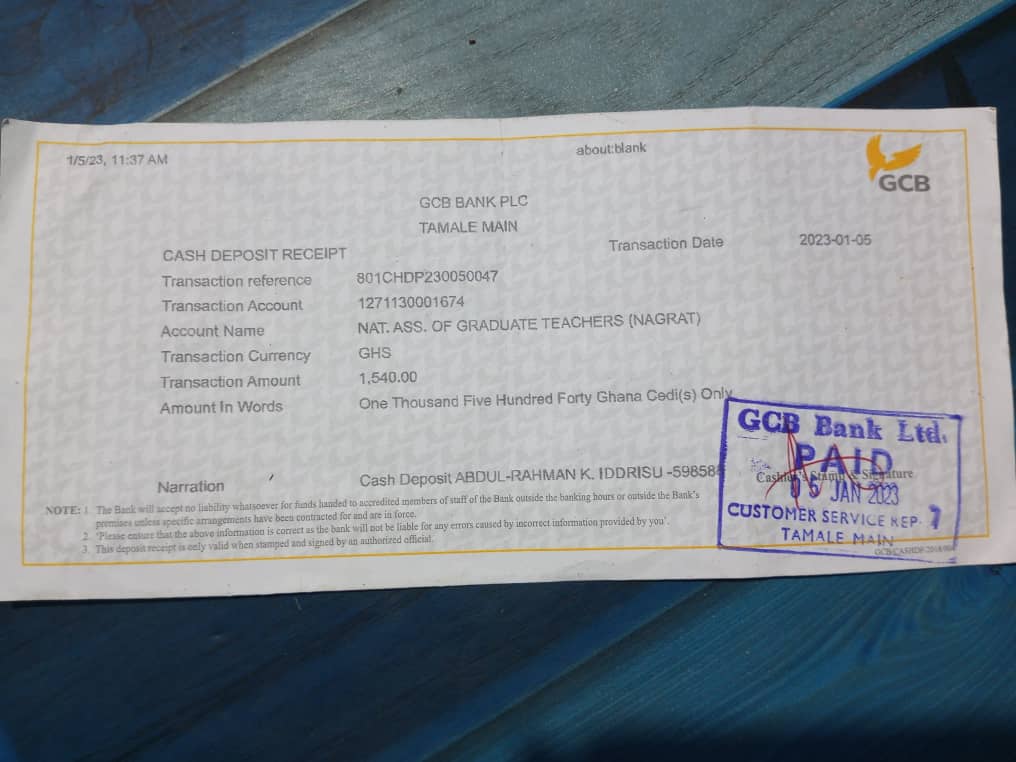 1/5/23, 11:37 AM
about:blank
GCB
GCB BANK PLC
TAMALE MAIN
CASH DEPOSIT RECEIPT
Transaction Date 2023-01-05
Transaction reference 801CHDP230050047
Transaction Account 1271130001674
Account Name NAT. ASS. OF GRADUATE TEACHERS (NAGRAT)
Transaction Currency GHS
Transaction Amount 1,540.00
Amount In Words One Thousand Five Hundred Forty Ghana Cedi(s) Only
Narration Cash Deposit ABDUL-RAHMAN K. IDDRISU -
Cashier's Stamp & Signature
NOTE: 1. The Bank will accept no liability whatsoever for funds handed to accredited members of staff of the Bank outside the banking hours or outside the Bank's
premises unless specific arrangements have been contracted for and are in force.
2. 'Please ensure that the above information is correct as the bank will not be liable for any errors caused by incorrect information provided by you'.
3. This deposit receipt is only valid when stamped and signed by an authorized official.
GCB Bank Ltd.
PAID
05 JAN 2023
CUSTOMER SERVICE REP. 7
TAMALE MAIN